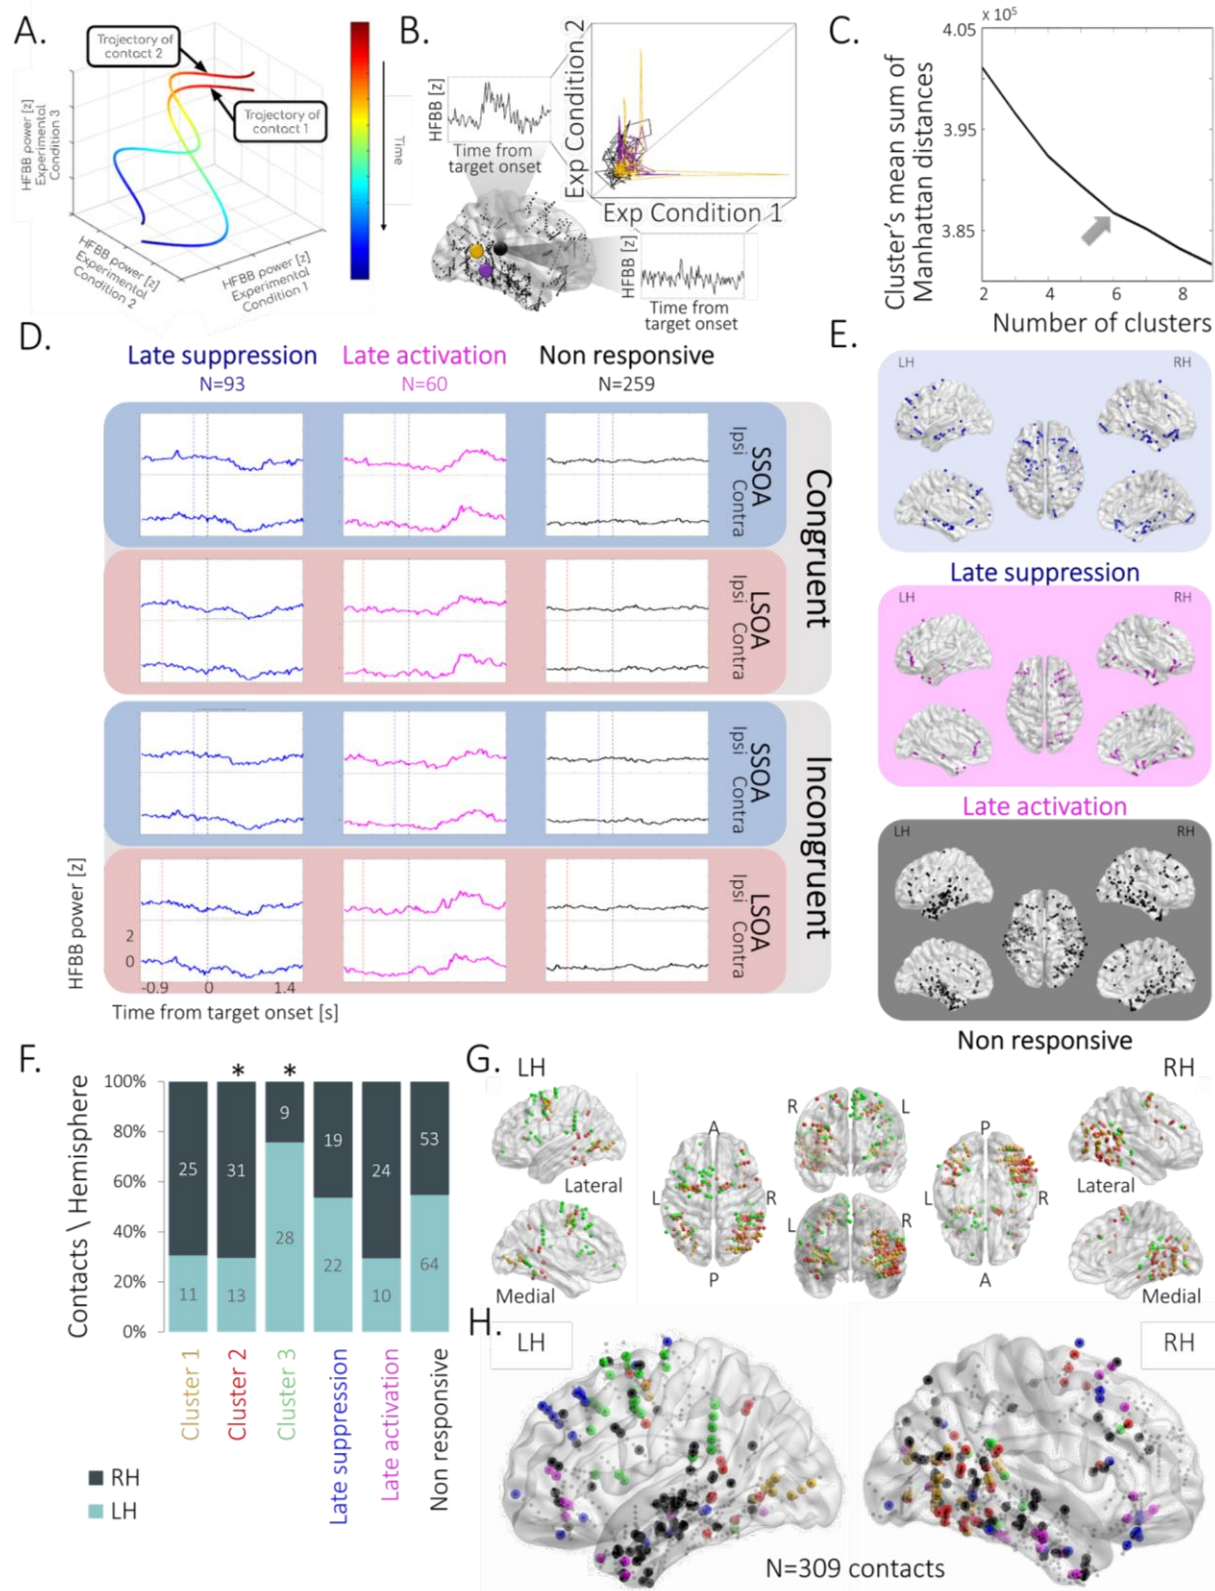 A.
Trajectory of
contact 2
Trajectory of
contact 1
HFBB power [z]
Experimental
Condition 3
HFBB power [z]
Experimental
Condition 2
HFBB power [z]
Experimental
Condition 1
Time
B.
HFBB [z]
Time from
target onset
Exp Condition 2
Exp Condition 1
HFBB [z]
Time from
target onset
C.
x 10⁵
4.05
3.95
3.85
2
4
6
8
Cluster's mean sum of
Manhattan distances
Number of clusters
D.
Late suppression
N=93
Late activation
N=60
Non responsive
N=259
SSOA
Ipsi Contra
LSOA
Ipsi Contra
Congruent
SSOA
Ipsi Contra
LSOA
Ipsi Contra
Incongruent
HFBB power [z]
2
0
-0.9
0
1.4
Time from target onset [s]
E.
LH
RH
Late suppression
LH
RH
Late activation
LH
RH
Non responsive
F.
Contacts \ Hemisphere
100%
80%
60%
40%
20%
0%
*
*
25
31
9
19
24
53
11
13
28
22
10
64
Cluster 1
Cluster 2
Cluster 3
Late suppression
Late activation
Non responsive
RH
LH
G.
LH
RH
Lateral
Medial
A
L
R
P
R
L
L
R
P
L
R
A
Lateral
Medial
H.
LH
RH
N=309 contacts